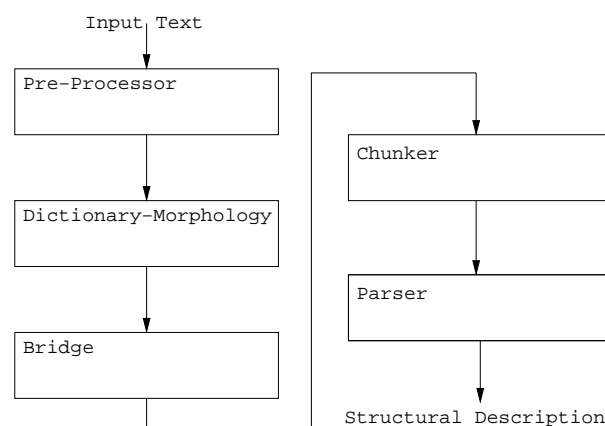 Input Text
Pre-Processor
Dictionary-Morphology
Bridge
Chunker
Parser
Structural Description